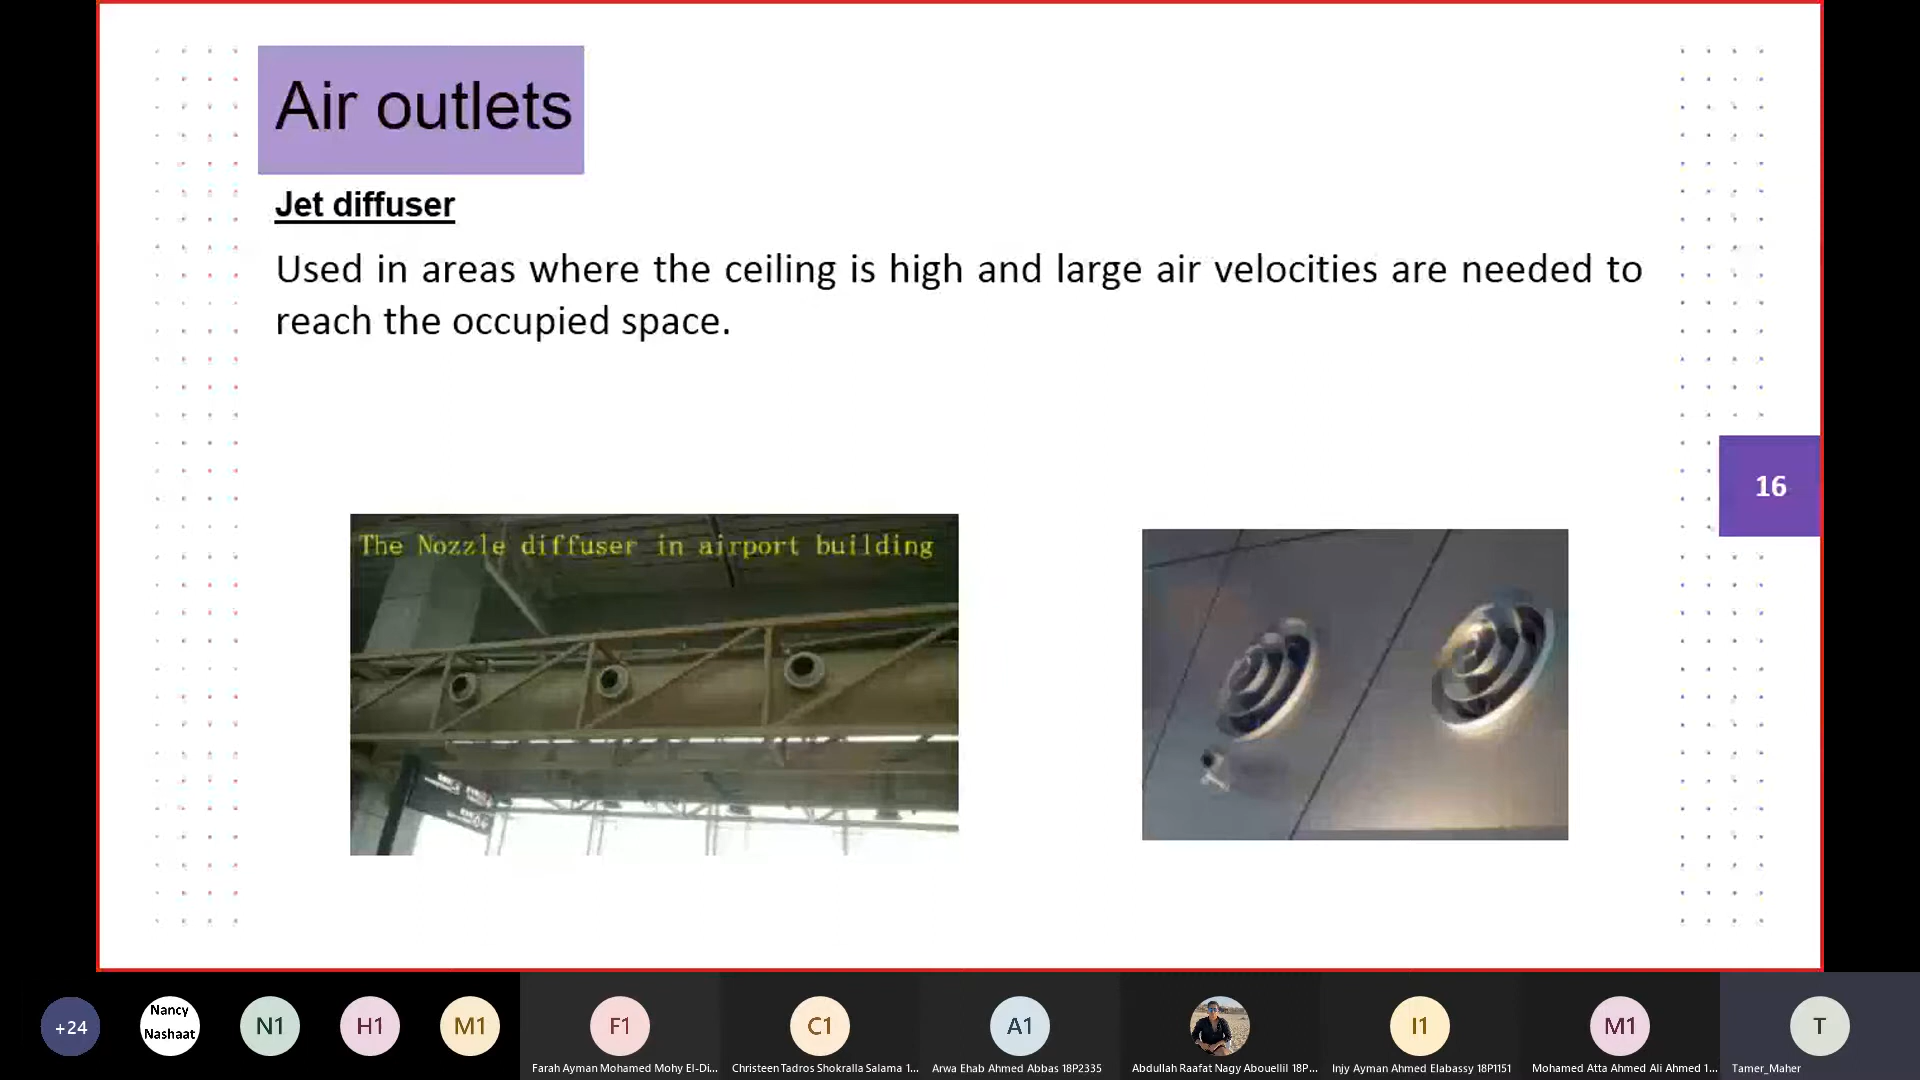 Air outlets
Jet diffuser
Used in areas where the ceiling is high and large air velocities are needed to
reach the occupied space.
16
The Nozzle diffuser in airport building
+24
Nancy
Nashaat
N1
H1
M1
F1
C1
A1
I1
M1
T
Farah Ayman Mohamed Mohy El-Di...
Christeen Tadros Shokralla Salama 1...
Arwa Ehab Ahmed Abbas 18P2335
Abdullah Raafat Nagy Abouellil 18P...
Injy Ayman Ahmed Elabassy 18P1151
Mohamed Atta Ahmed Ali Ahmed 1...
Tamer_Maher